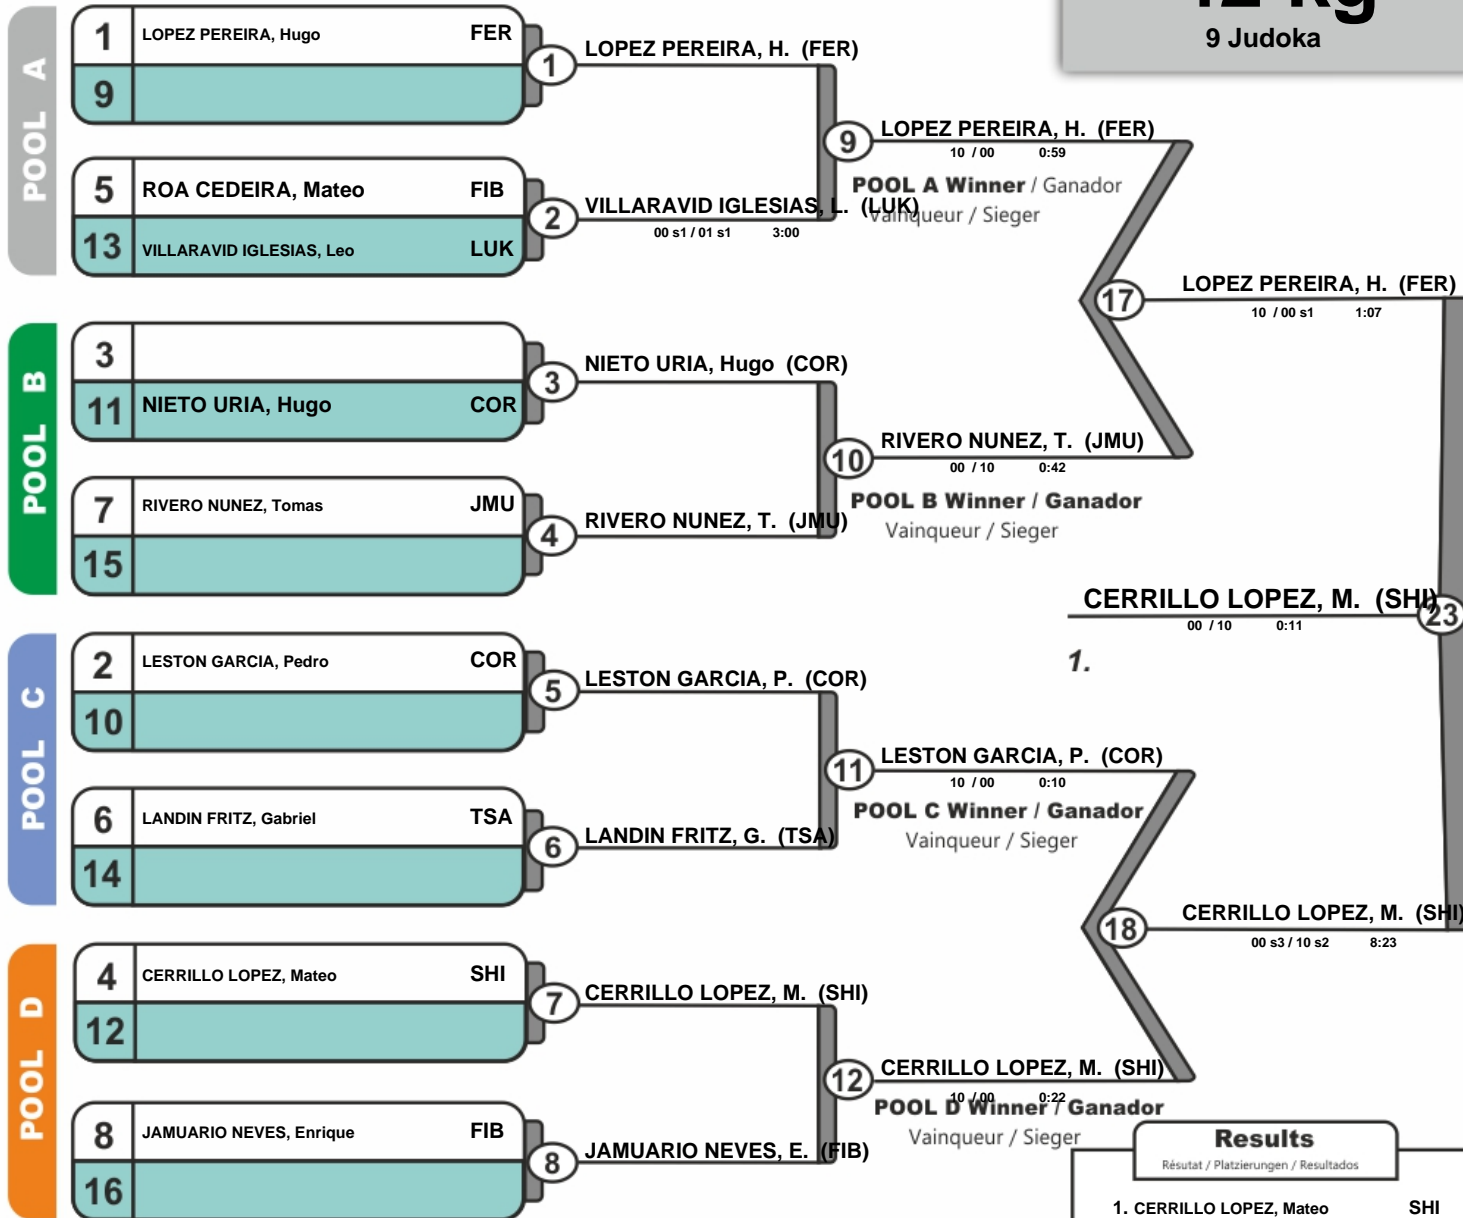 9 Judoka
POOL A
1 LOPEZ PEREIRA, Hugo FER
9
1 LOPEZ PEREIRA, H. (FER)
5 ROA CEDEIRA, Mateo FIB
13 VILLARAVID IGLESIAS, Leo LUK
2 VILLARAVID IGLESIAS, L. (LUK)
00 s1 / 01 s1 3:00
9 LOPEZ PEREIRA, H. (FER)
10 / 00 0:59
POOL A Winner / Ganador
Vainqueur / Sieger
POOL B
3
11 NIETO URIA, Hugo COR
3 NIETO URIA, Hugo (COR)
7 RIVERO NUNEZ, Tomas JMU
15
4 RIVERO NUNEZ, T. (JMU)
10 RIVERO NUNEZ, T. (JMU)
00 / 10 0:42
POOL B Winner / Ganador
Vainqueur / Sieger
17 LOPEZ PEREIRA, H. (FER)
10 / 00 s1 1:07
CERRILLO LOPEZ, M. (SHI) 23
00 / 10 0:11
1.
POOL C
2 LESTON GARCIA, Pedro COR
10
5 LESTON GARCIA, P. (COR)
6 LANDIN FRITZ, Gabriel TSA
14
6 LANDIN FRITZ, G. (TSA)
11 LESTON GARCIA, P. (COR)
10 / 00 0:10
POOL C Winner / Ganador
Vainqueur / Sieger
POOL D
4 CERRILLO LOPEZ, Mateo SHI
12
7 CERRILLO LOPEZ, M. (SHI)
8 JAMUARIO NEVES, Enrique FIB
16
8 JAMUARIO NEVES, E. (FIB)
12 CERRILLO LOPEZ, M. (SHI)
10 / 00 0:22
POOL D Winner / Ganador
Vainqueur / Sieger
18 CERRILLO LOPEZ, M. (SHI)
00 s3 / 10 s2 8:23
Results
Résutat / Platzierungen / Resultados
1. CERRILLO LOPEZ, Mateo SHI